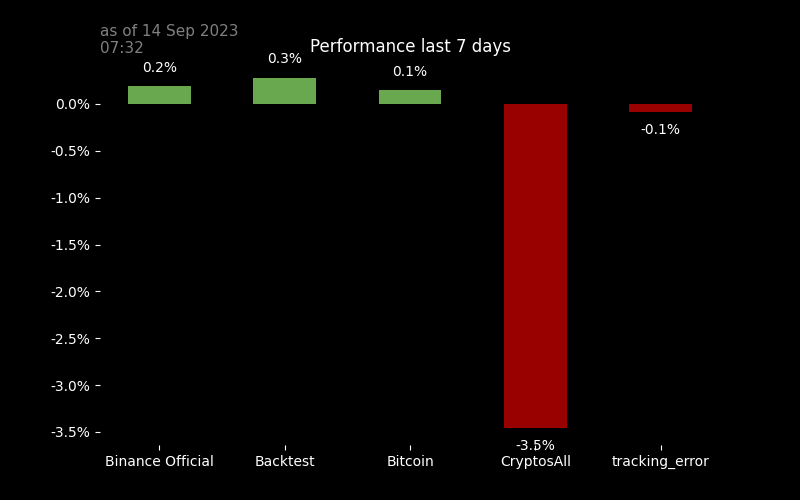 as of 14 Sep 2023
07:32
Performance last 7 days
0.2%
0.3%
0.1%
-3.5%
-0.1%
0.0%
-0.5%
-1.0%
-1.5%
-2.0%
-2.5%
-3.0%
-3.5%
Binance Official
Backtest
Bitcoin
CryptosAll
tracking_error